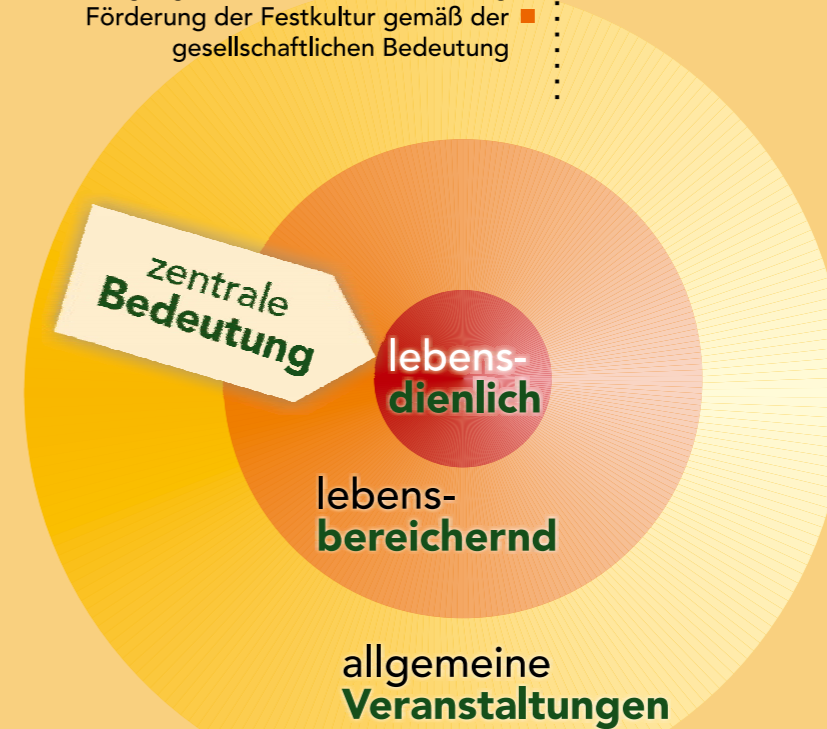 Förderung der Festkultur gemäß der
gesellschaftlichen Bedeutung
zentrale
Bedeutung
lebens-
dienlich
lebens-
bereichernd
allgemeine
Veranstaltungen